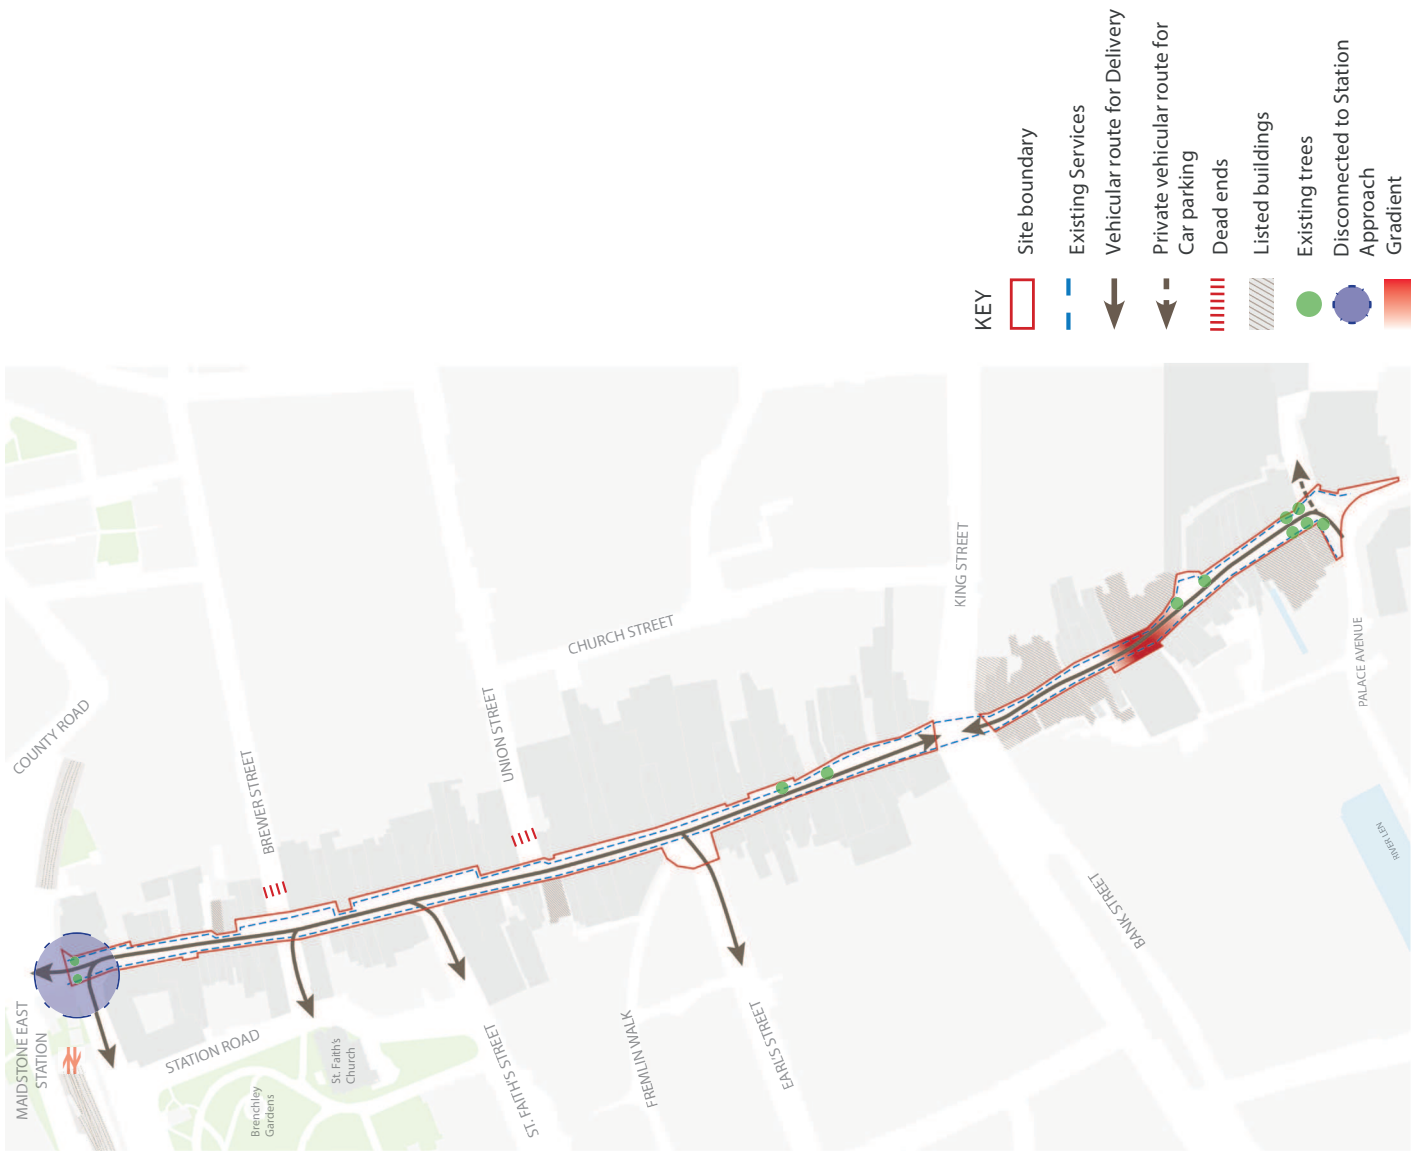 KEY
Site boundary
Existing Services
Vehicular route for Delivery
Private vehicular route for
Car parking
Dead ends
Listed buildings
Existing trees
Disconnected to Station
Approach
Gradient
COUNTY ROAD
BREWER STREET
UNION STREET
CHURCH STREET
KING STREET
PALACE AVENUE
RIVER LEN
BANK STREET
EARL'S STREET
FREMLIN WALK
ST. FAITH'S STREET
St. Faith's
Church
Brenchley
Gardens
STATION ROAD
MAIDSTONE EAST
STATION